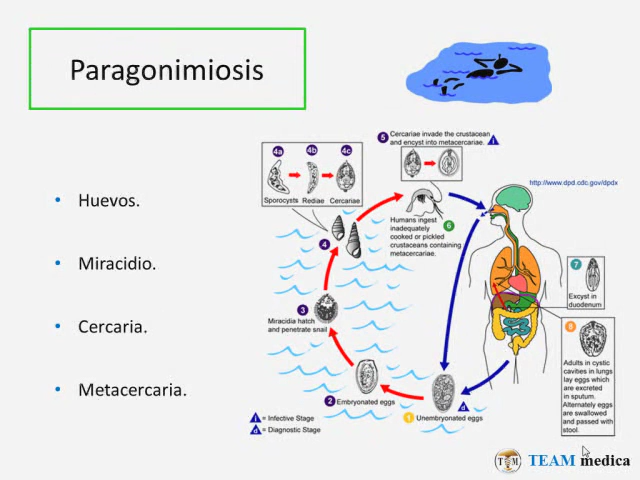 Paragonimiosis
• Huevos.
• Miracidio.
• Cercaria.
• Metacercaria.
4a 4b 4c
Sporocysts Rediae Cercariae
5 Cercariae invade the crustacean
and encyst into metacercariae. i
http://www.dpd.cdc.gov/dpdx
6
Humans ingest
inadequately
cooked or pickled
crustaceans containing
metacercariae.
4
3
Miracidia hatch
and penetrate snail
2 Embryonated eggs
1 Unembryonated eggs
d
7
Excyst in
duodenum
8
Adults in cystic
cavities in lungs
lay eggs which
are excreted
in sputum.
Alternately eggs
are swallowed
and passed with
stool.
i = Infective Stage
d = Diagnostic Stage
TEAM medica